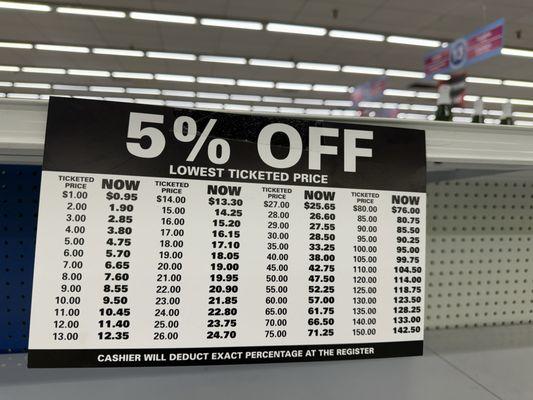 5% OFF
LOWEST TICKETED PRICE
TICKETED PRICE NOW TICKETED PRICE NOW TICKETED PRICE NOW TICKETED PRICE NOW
$1.00 $0.95 $14.00 $13.30 $27.00 $25.65 $80.00 $76.00
2.00 1.90 15.00 14.25 28.00 26.60 85.00 80.75
3.00 2.85 16.00 15.20 29.00 27.55 90.00 85.50
4.00 3.80 17.00 16.15 30.00 28.50 95.00 90.25
5.00 4.75 18.00 17.10 35.00 33.25 100.00 95.00
6.00 5.70 19.00 18.05 40.00 38.00 105.00 99.75
7.00 6.65 20.00 19.00 45.00 42.75 110.00 104.50
8.00 7.60 21.00 19.95 50.00 47.50 120.00 114.00
9.00 8.55 22.00 20.90 55.00 52.25 125.00 118.75
10.00 9.50 23.00 21.85 60.00 57.00 130.00 123.50
11.00 10.45 24.00 22.80 65.00 61.75 135.00 128.25
12.00 11.40 25.00 23.75 70.00 66.50 140.00 133.00
13.00 12.35 26.00 24.70 75.00 71.25 150.00 142.50
CASHIER WILL DEDUCT EXACT PERCENTAGE AT THE REGISTER